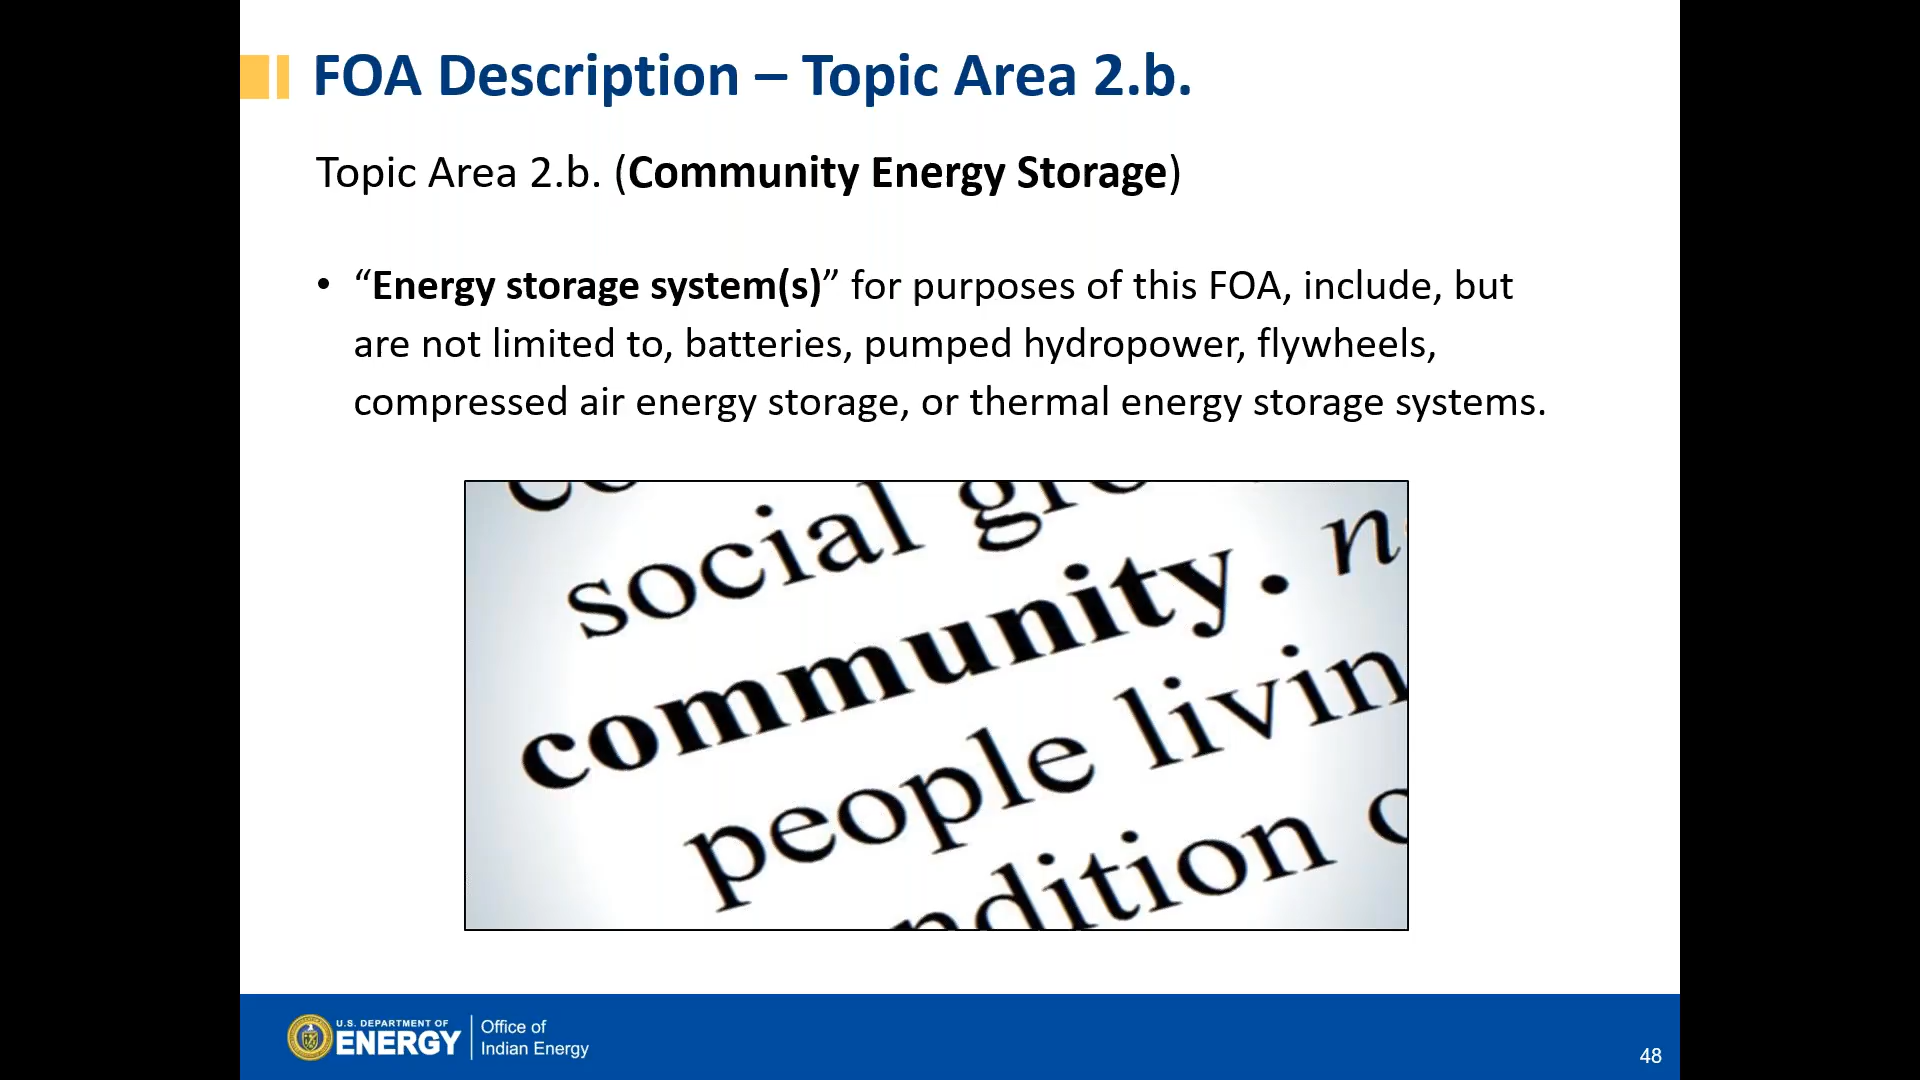 FOA Description – Topic Area 2.b.
Topic Area 2.b. (Community Energy Storage)
• “Energy storage system(s)” for purposes of this FOA, include, but
are not limited to, batteries, pumped hydropower, flywheels,
compressed air energy storage, or thermal energy storage systems.
social
community. n
people livin
ndition
U.S. DEPARTMENT OF
ENERGY
Office of
Indian Energy
48